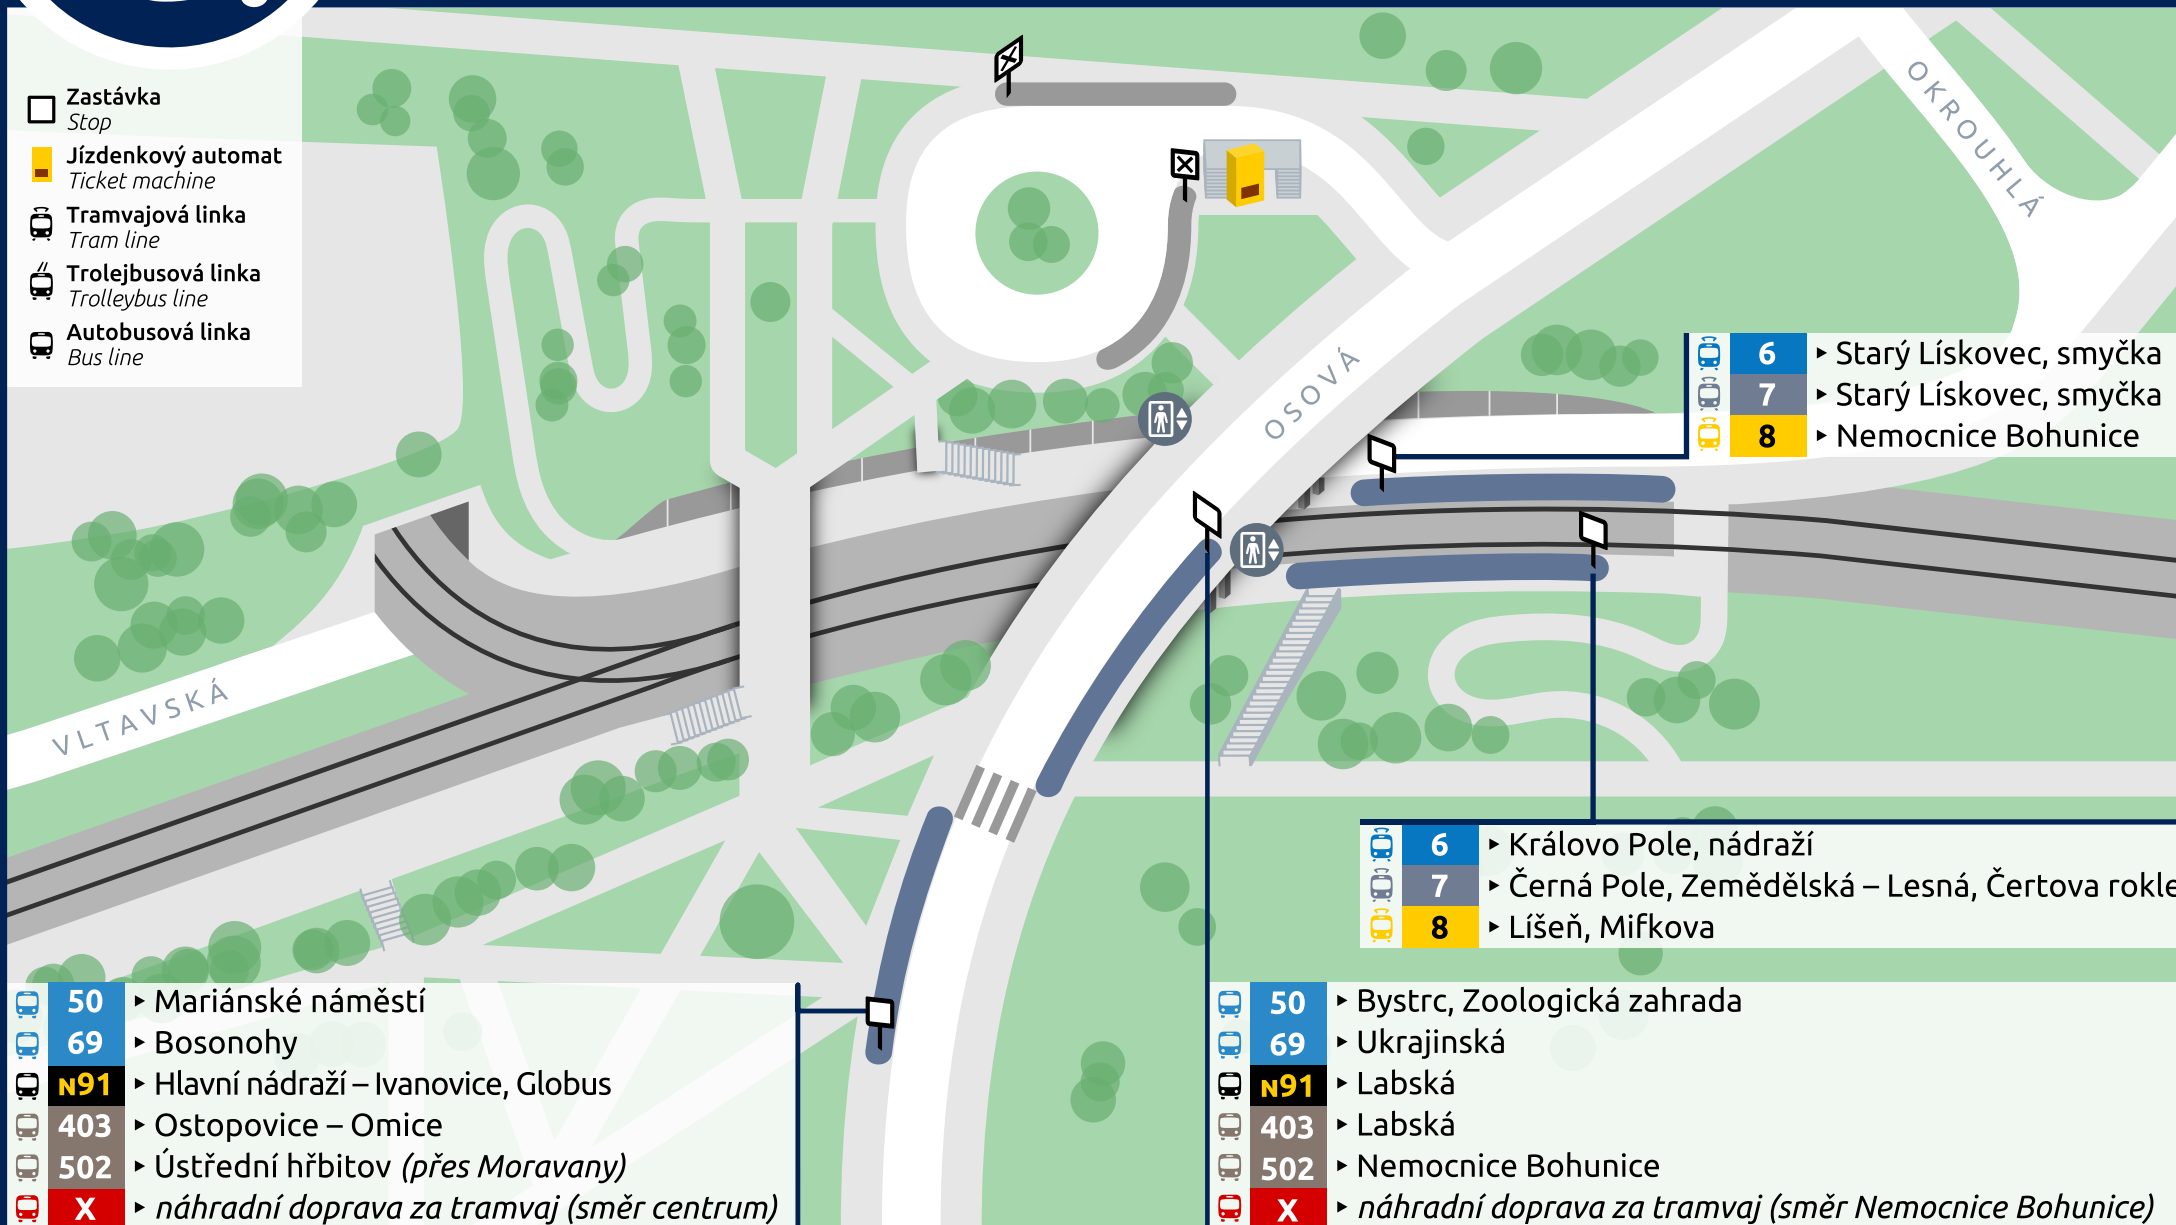 Zastávka
Stop
Jízdenkový automat
Ticket machine
Tramvajová linka
Tram line
Trolejbusová linka
Trolleybus line
Autobusová linka
Bus line
OKROUHLÁ
OSOVÁ
VLTAVSKÁ
6 ▸ Starý Lískovec, smyčka
7 ▸ Starý Lískovec, smyčka
8 ▸ Nemocnice Bohunice
6 ▸ Královo Pole, nádraží
7 ▸ Černá Pole, Zemědělská – Lesná, Čertova rokle
8 ▸ Líšeň, Mifkova
50 ▸ Mariánské náměstí
69 ▸ Bosonohy
N91 ▸ Hlavní nádraží – Ivanovice, Globus
403 ▸ Ostopovice – Omice
502 ▸ Ústřední hřbitov (přes Moravany)
X ▸ náhradní doprava za tramvaj (směr centrum)
50 ▸ Bystrc, Zoologická zahrada
69 ▸ Ukrajinská
N91 ▸ Labská
403 ▸ Labská
502 ▸ Nemocnice Bohunice
X ▸ náhradní doprava za tramvaj (směr Nemocnice Bohunice)